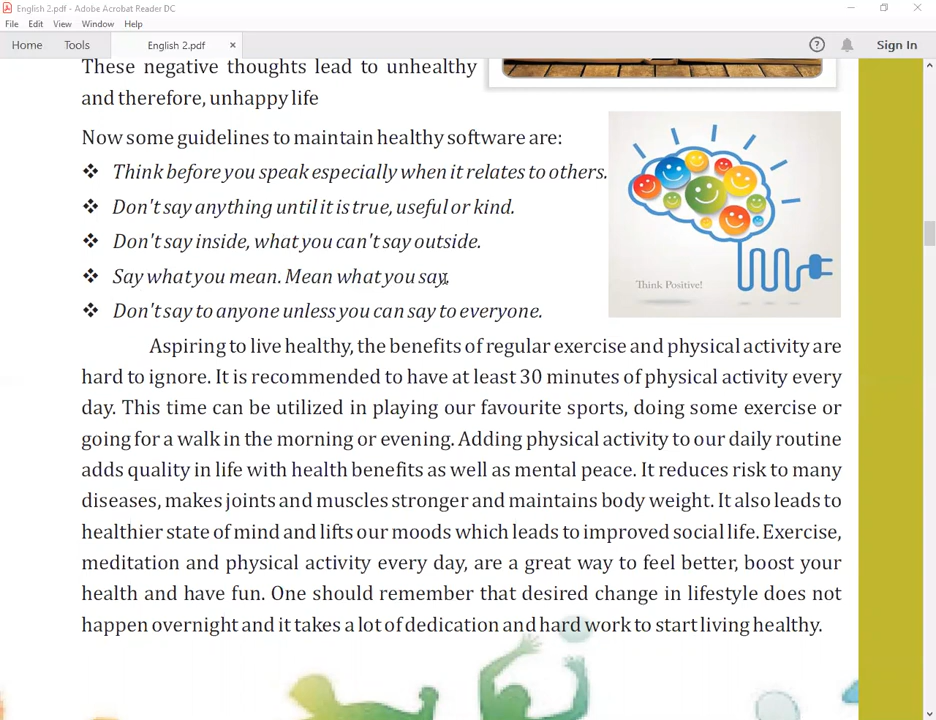 English 2.pdf - Adobe Acrobat Reader DC
File Edit View Window Help
Home Tools English 2.pdf × ? Sign In
These negative thoughts lead to unhealthy
and therefore, unhappy life
Now some guidelines to maintain healthy software are:
❖ Think before you speak especially when it relates to others.
❖ Don't say anything until it is true, useful or kind.
❖ Don't say inside, what you can't say outside.
❖ Say what you mean. Mean what you say.
❖ Don't say to anyone unless you can say to everyone.
Think Positive!
Aspiring to live healthy, the benefits of regular exercise and physical activity are
hard to ignore. It is recommended to have at least 30 minutes of physical activity every
day. This time can be utilized in playing our favourite sports, doing some exercise or
going for a walk in the morning or evening. Adding physical activity to our daily routine
adds quality in life with health benefits as well as mental peace. It reduces risk to many
diseases, makes joints and muscles stronger and maintains body weight. It also leads to
healthier state of mind and lifts our moods which leads to improved social life. Exercise,
meditation and physical activity every day, are a great way to feel better, boost your
health and have fun. One should remember that desired change in lifestyle does not
happen overnight and it takes a lot of dedication and hard work to start living healthy.